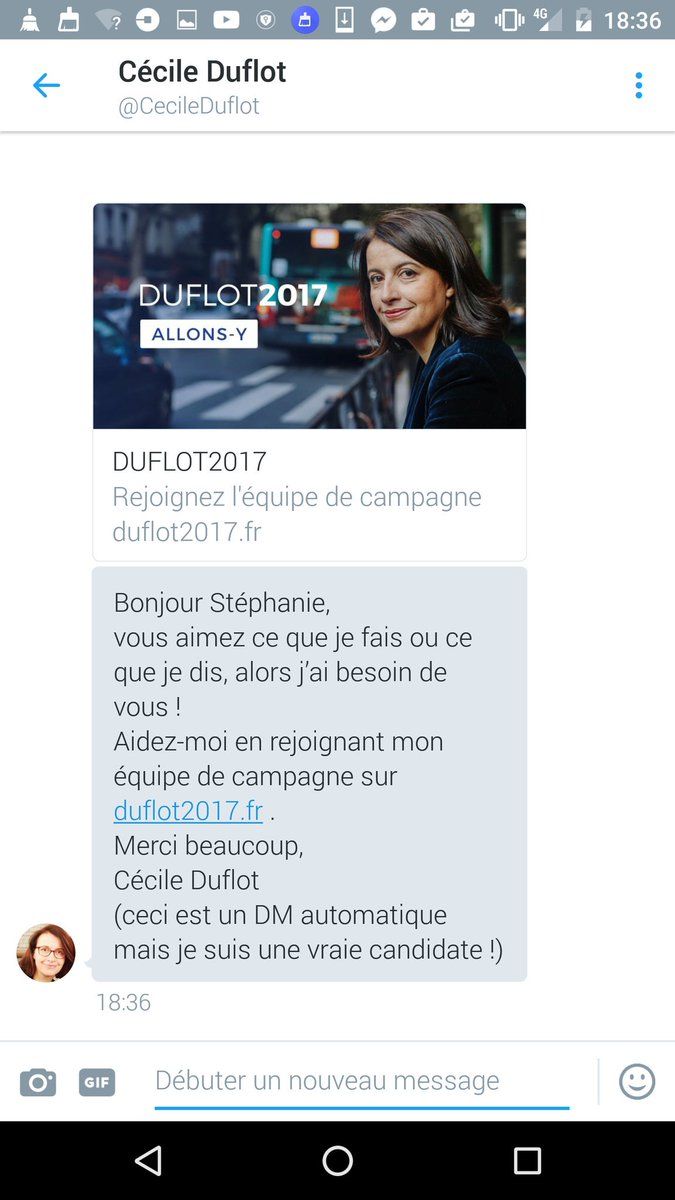 ? 4G 18:36
Cécile Duflot
@CecileDuflot
DUFLOT2017
ALLONS-Y
DUFLOT2017
Rejoignez l'équipe de campagne
duflot2017.fr
Bonjour Stéphanie,
vous aimez ce que je fais ou ce
que je dis, alors j’ai besoin de
vous !
Aidez-moi en rejoignant mon
équipe de campagne sur
duflot2017.fr .
Merci beaucoup,
Cécile Duflot
(ceci est un DM automatique
mais je suis une vraie candidate !)
18:36
GIF Débuter un nouveau message